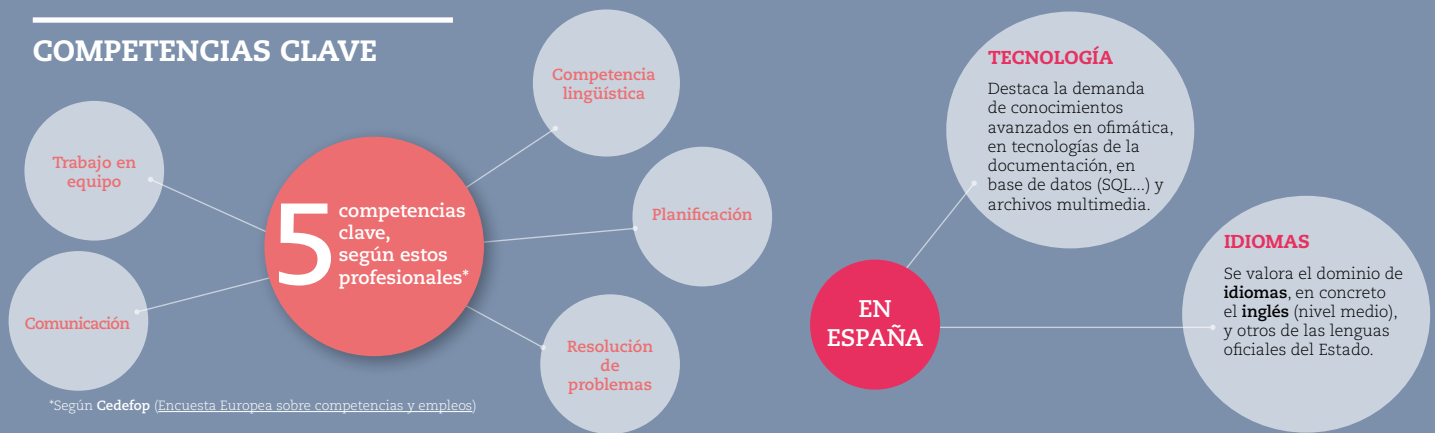 COMPETENCIAS CLAVE
Trabajo en
equipo
Comunicación
5
competencias
clave,
según estos
profesionales*
Competencia
lingüística
Planificación
Resolución
de
problemas
*Según Cedefop (Encuesta Europea sobre competencias y empleos)
EN
ESPAÑA
TECNOLOGÍA
Destaca la demanda
de conocimientos
avanzados en ofimática,
en tecnologías de la
documentación, en
base de datos (SQL...) y
archivos multimedia.
IDIOMAS
Se valora el dominio de
idiomas, en concreto
el inglés (nivel medio),
y otros de las lenguas
oficiales del Estado.